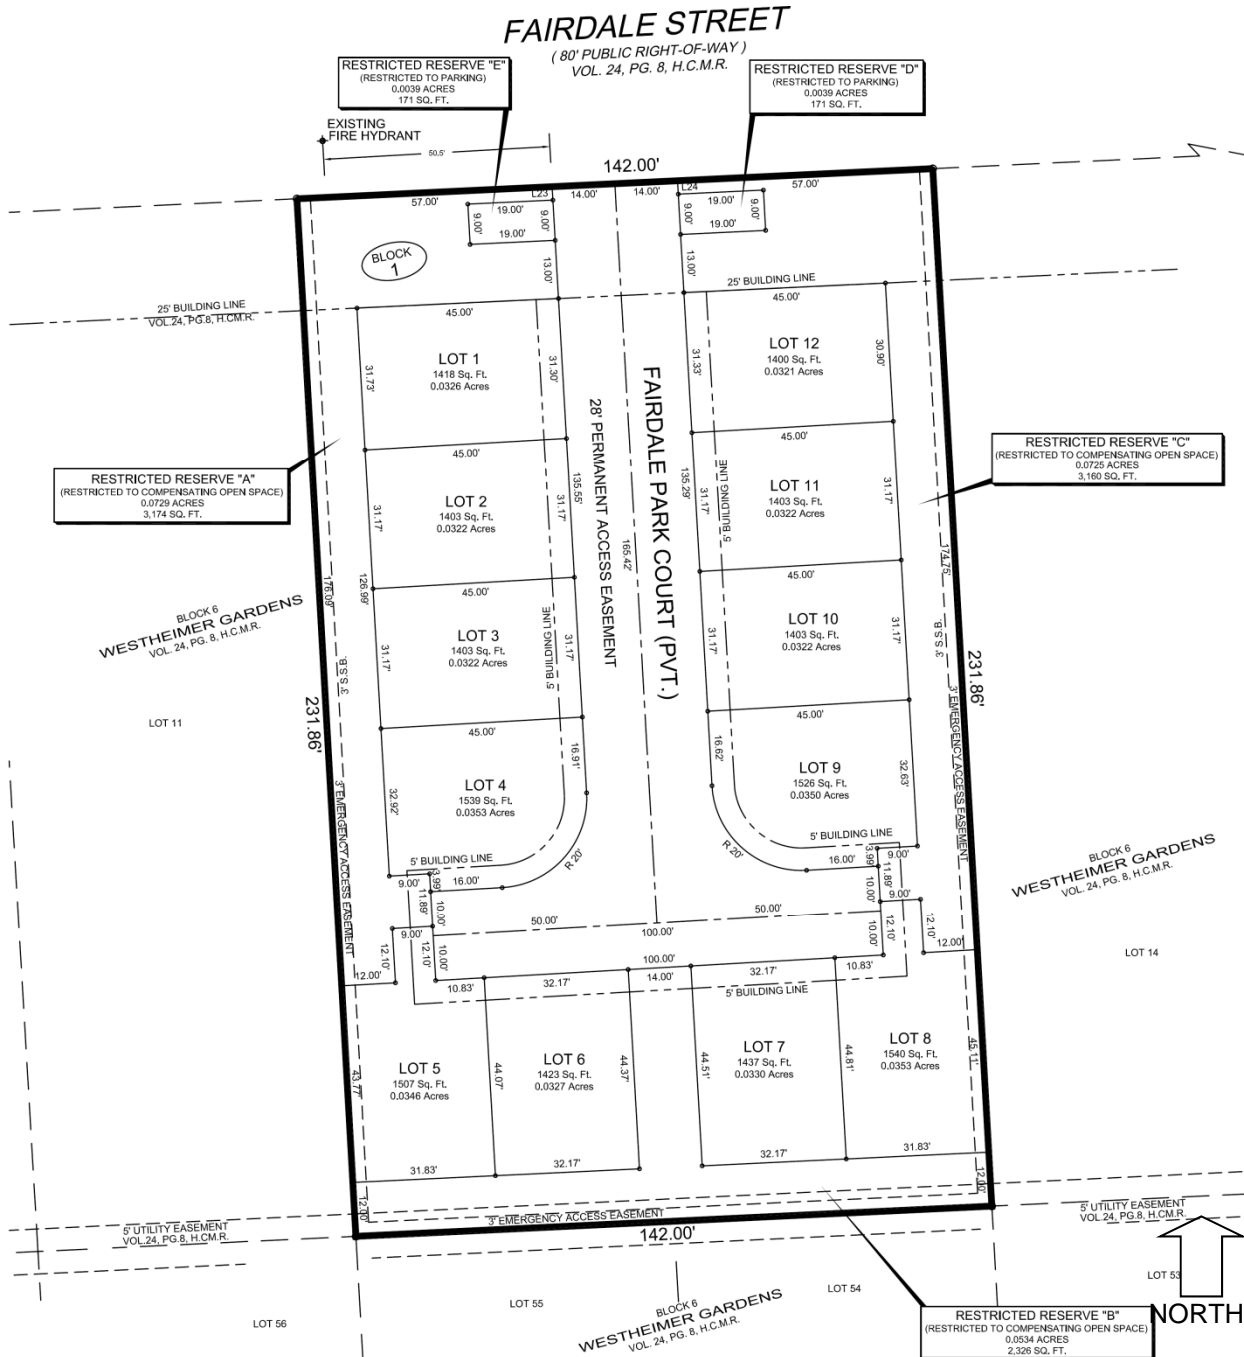 FAIRDALE STREET
( 80' PUBLIC RIGHT-OF-WAY )
VOL. 24, PG. 8, H.C.M.R.
RESTRICTED RESERVE "E"
(RESTRICTED TO PARKING)
0.0039 ACRES
171 SQ. FT.
RESTRICTED RESERVE "D"
(RESTRICTED TO PARKING)
0.0039 ACRES
171 SQ. FT.
EXISTING
FIRE HYDRANT
50.5'
142.00'
57.00'
L23
14.00'
14.00'
L24
57.00'
19.00'
9.00'
9.00'
19.00'
13.00'
19.00'
9.00'
9.00'
19.00'
13.00'
BLOCK
1
25' BUILDING LINE
VOL.24, PG.8, H.CM.R.
25' BUILDING LINE
45.00'
45.00'
LOT 1
1418 Sq. Ft.
0.0326 Acres
31.73'
31.30'
LOT 12
1400 Sq. Ft.
0.0321 Acres
31.33'
30.90'
45.00'
45.00'
RESTRICTED RESERVE "A"
(RESTRICTED TO COMPENSATING OPEN SPACE)
0.0729 ACRES
3,174 SQ. FT.
RESTRICTED RESERVE "C"
(RESTRICTED TO COMPENSATING OPEN SPACE)
0.0725 ACRES
3,160 SQ. FT.
LOT 2
1403 Sq. Ft.
0.0322 Acres
31.17'
31.17'
135.55'
LOT 11
1403 Sq. Ft.
0.0322 Acres
31.17'
31.17'
135.29'
5' BUILDING LINE
28' PERMANENT ACCESS EASEMENT
165.42'
FAIRDALE PARK COURT (PVT.)
45.00'
45.00'
176.09'
126.99'
174.75'
BLOCK 6
WESTHEIMER GARDENS
VOL. 24, PG. 8, H.C.M.R.
LOT 11
LOT 3
1403 Sq. Ft.
0.0322 Acres
31.17'
31.17'
5' BUILDING LINE
LOT 10
1403 Sq. Ft.
0.0322 Acres
31.17'
31.17'
3' S.S.B.
3' S.S.B.
231.86'
231.86'
45.00'
45.00'
LOT 4
1539 Sq. Ft.
0.0353 Acres
32.92'
16.91'
LOT 9
1526 Sq. Ft.
0.0350 Acres
16.62'
32.63'
3' EMERGENCY ACCESS EASEMENT
3' EMERGENCY ACCESS EASEMENT
5' BUILDING LINE
R 20'
5' BUILDING LINE
R 20'
9.00'
3.99'
16.00'
11.89'
10.00'
16.00'
3.99'
9.00'
11.89'
10.00'
9.00'
BLOCK 6
WESTHEIMER GARDENS
VOL. 24, PG. 8, H.C.M.R.
LOT 14
50.00'
50.00'
100.00'
9.00'
12.10'
12.10'
10.00'
12.00'
10.00'
12.10'
12.10'
12.00'
10.83'
32.17'
100.00'
14.00'
32.17'
10.83'
5' BUILDING LINE
LOT 5
1507 Sq. Ft.
0.0346 Acres
43.77'
44.07'
LOT 6
1423 Sq. Ft.
0.0327 Acres
44.37'
LOT 7
1437 Sq. Ft.
0.0330 Acres
44.51'
44.81'
LOT 8
1540 Sq. Ft.
0.0353 Acres
45.11'
31.83'
32.17'
32.17'
31.83'
12.00'
12.00'
3' EMERGENCY ACCESS EASEMENT
5' UTILITY EASEMENT
VOL.24, PG.8, H.CM.R.
5' UTILITY EASEMENT
VOL.24, PG.8, H.CM.R.
142.00'
LOT 56
LOT 55
BLOCK 6
WESTHEIMER GARDENS
VOL. 24, PG. 8, H.C.M.R.
LOT 54
LOT 53
NORTH
RESTRICTED RESERVE "B"
(RESTRICTED TO COMPENSATING OPEN SPACE)
0.0534 ACRES
2,326 SQ. FT.